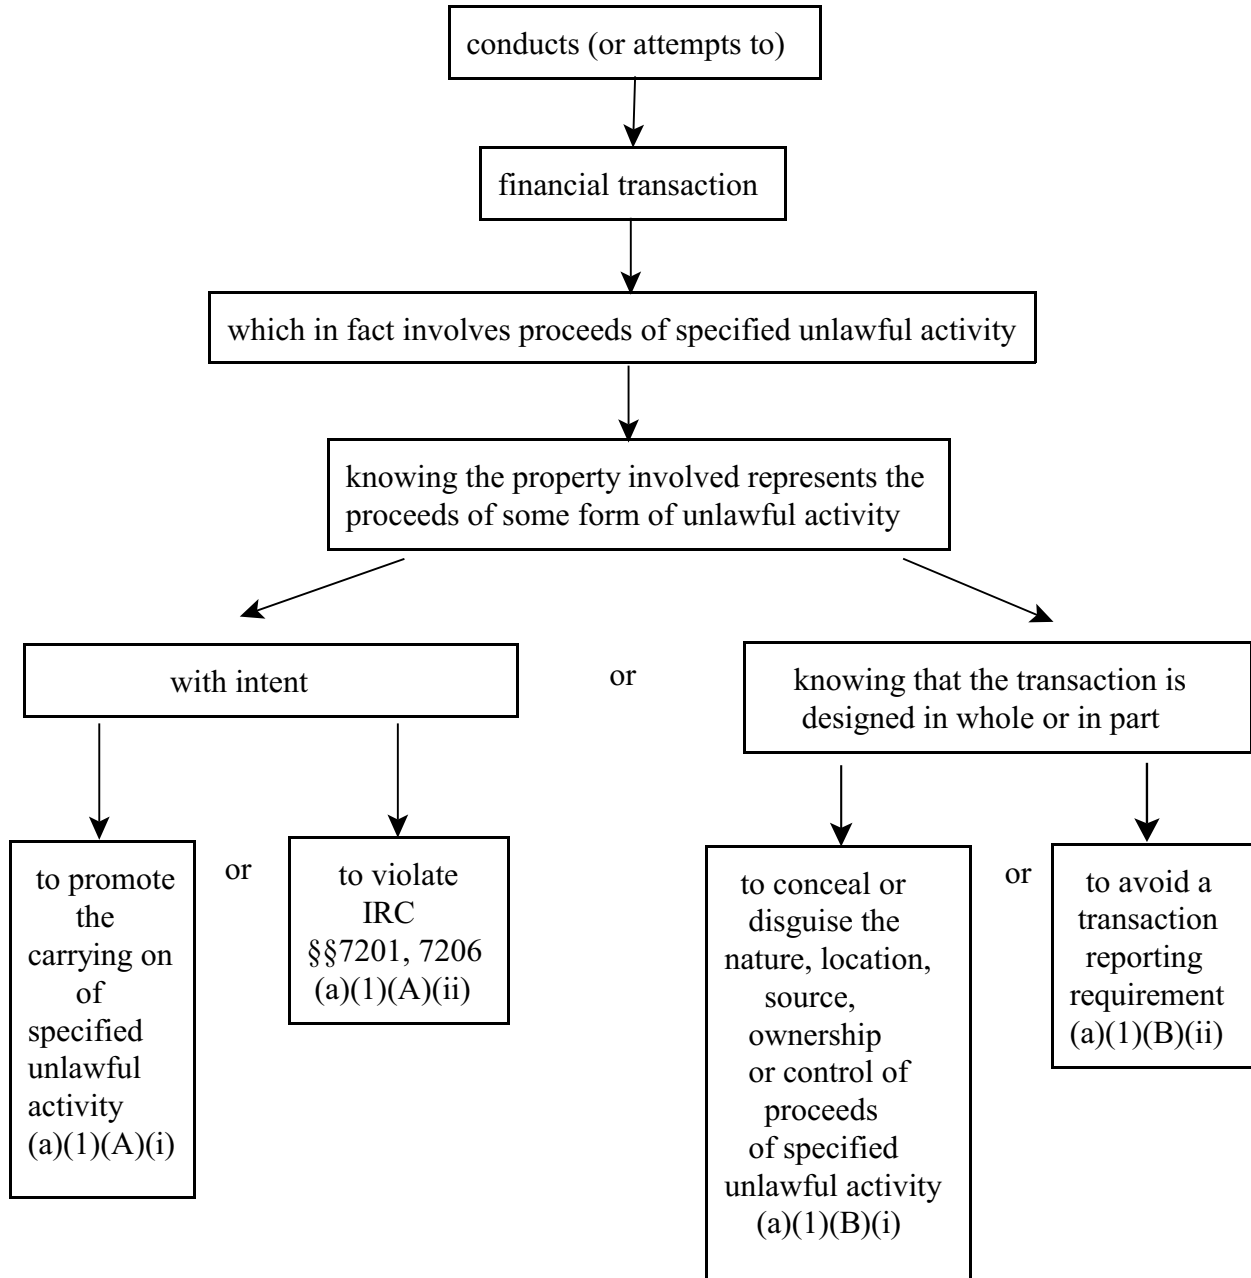 conducts (or attempts to)
financial transaction
which in fact involves proceeds of specified unlawful activity
knowing the property involved represents the
proceeds of some form of unlawful activity
with intent
or
knowing that the transaction is
designed in whole or in part
to promote
the
carrying on
of
specified
unlawful
activity
(a)(1)(A)(i)
or
to violate
IRC
§§7201, 7206
(a)(1)(A)(ii)
to conceal or
disguise the
nature, location,
source,
ownership
or control of
proceeds
of specified
unlawful activity
(a)(1)(B)(i)
or
to avoid a
transaction
reporting
requirement
(a)(1)(B)(ii)